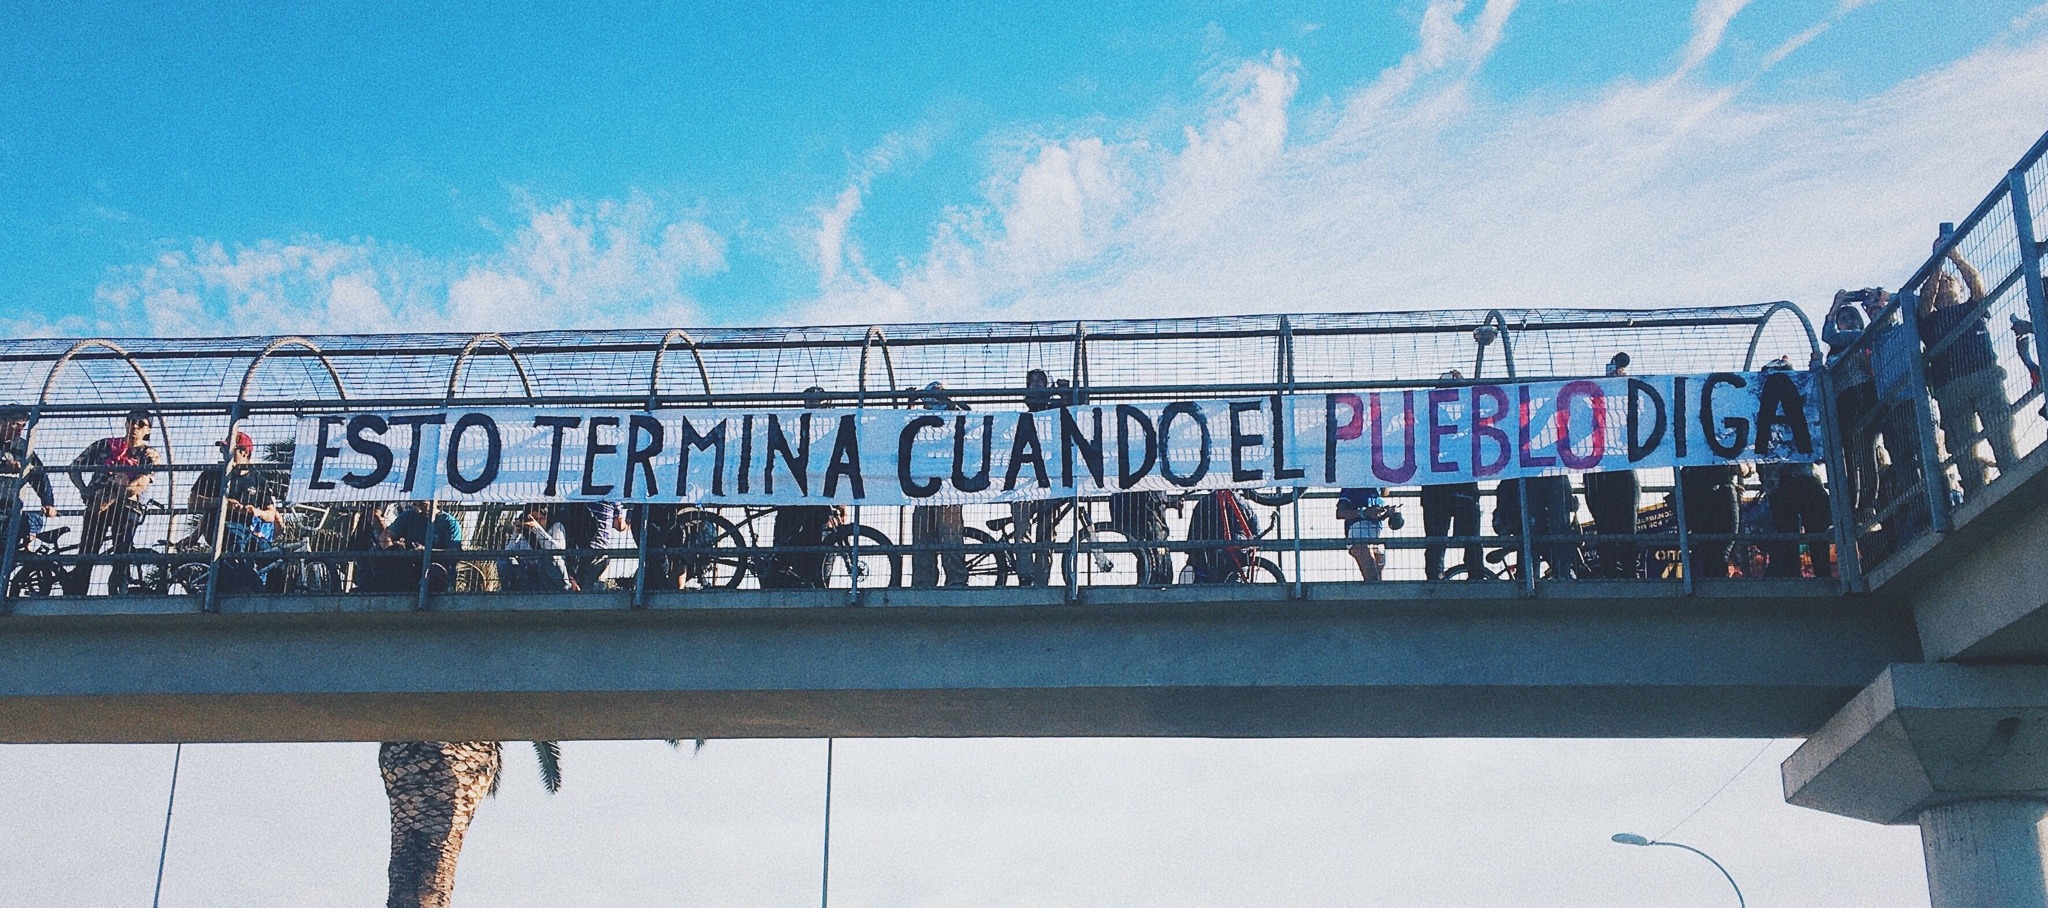 ESTO TERMINA CUANDO EL PUEBLO DIGA